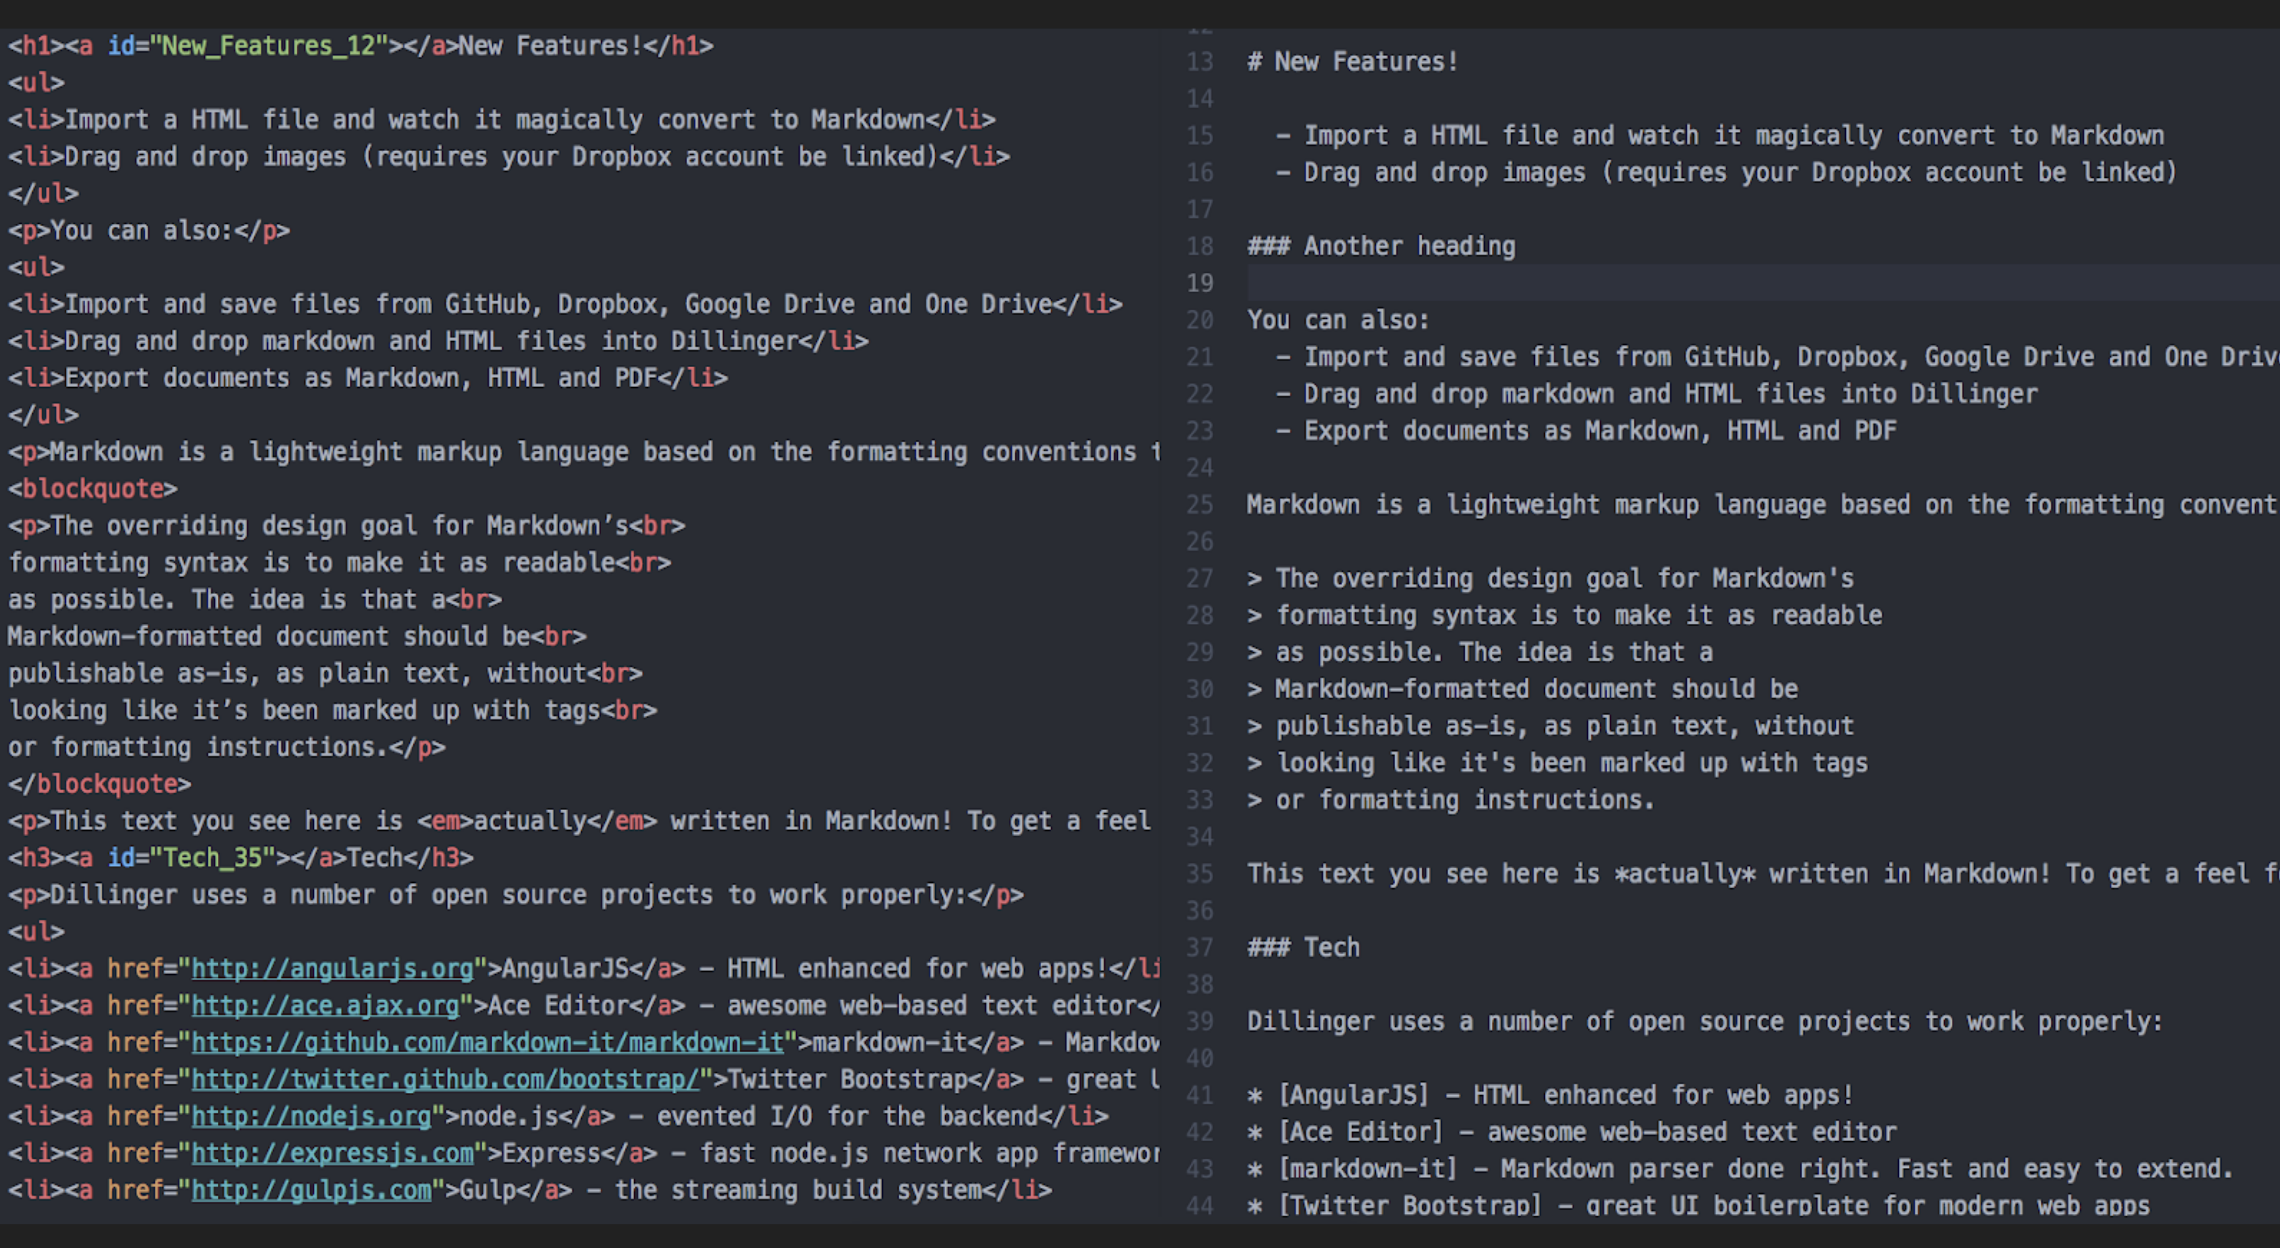 <h1><a id="New_Features_12"></a>New Features!</h1>
<ul>
<li>Import a HTML file and watch it magically convert to Markdown</li>
<li>Drag and drop images (requires your Dropbox account be linked)</li>
</ul>
<p>You can also:</p>
<ul>
<li>Import and save files from GitHub, Dropbox, Google Drive and One Drive</li>
<li>Drag and drop markdown and HTML files into Dillinger</li>
<li>Export documents as Markdown, HTML and PDF</li>
</ul>
<p>Markdown is a lightweight markup language based on the formatting conventions
<blockquote>
<p>The overriding design goal for Markdown’s<br>
formatting syntax is to make it as readable<br>
as possible. The idea is that a<br>
Markdown-formatted document should be<br>
publishable as-is, as plain text, without<br>
looking like it’s been marked up with tags<br>
or formatting instructions.</p>
</blockquote>
<p>This text you see here is <em>actually</em> written in Markdown! To get a feel
<h3><a id="Tech_35"></a>Tech</h3>
<p>Dillinger uses a number of open source projects to work properly:</p>
<ul>
<li><a href="http://angularjs.org">AngularJS</a> - HTML enhanced for web apps!</li
<li><a href="http://ace.ajax.org">Ace Editor</a> - awesome web-based text editor</
<li><a href="https://github.com/markdown-it/markdown-it">markdown-it</a> - Markdow
<li><a href="http://twitter.github.com/bootstrap/">Twitter Bootstrap</a> - great
<li><a href="http://nodejs.org">node.js</a> - evented I/O for the backend</li>
<li><a href="http://expressjs.com">Express</a> - fast node.js network app framewor
<li><a href="http://gulpjs.com">Gulp</a> - the streaming build system</li>
13 # New Features!
14
15 - Import a HTML file and watch it magically convert to Markdown
16 - Drag and drop images (requires your Dropbox account be linked)
17
18 ### Another heading
19
20 You can also:
21 - Import and save files from GitHub, Dropbox, Google Drive and One Driv
22 - Drag and drop markdown and HTML files into Dillinger
23 - Export documents as Markdown, HTML and PDF
24
25 Markdown is a lightweight markup language based on the formatting convent
26
27 > The overriding design goal for Markdown's
28 > formatting syntax is to make it as readable
29 > as possible. The idea is that a
30 > Markdown-formatted document should be
31 > publishable as-is, as plain text, without
32 > looking like it's been marked up with tags
33 > or formatting instructions.
34
35 This text you see here is *actually* written in Markdown! To get a feel f
36
37 ### Tech
38
39 Dillinger uses a number of open source projects to work properly:
40
41 * [AngularJS] - HTML enhanced for web apps!
42 * [Ace Editor] - awesome web-based text editor
43 * [markdown-it] - Markdown parser done right. Fast and easy to extend.
44 * [Twitter Bootstrap] - great UI boilerplate for modern web apps